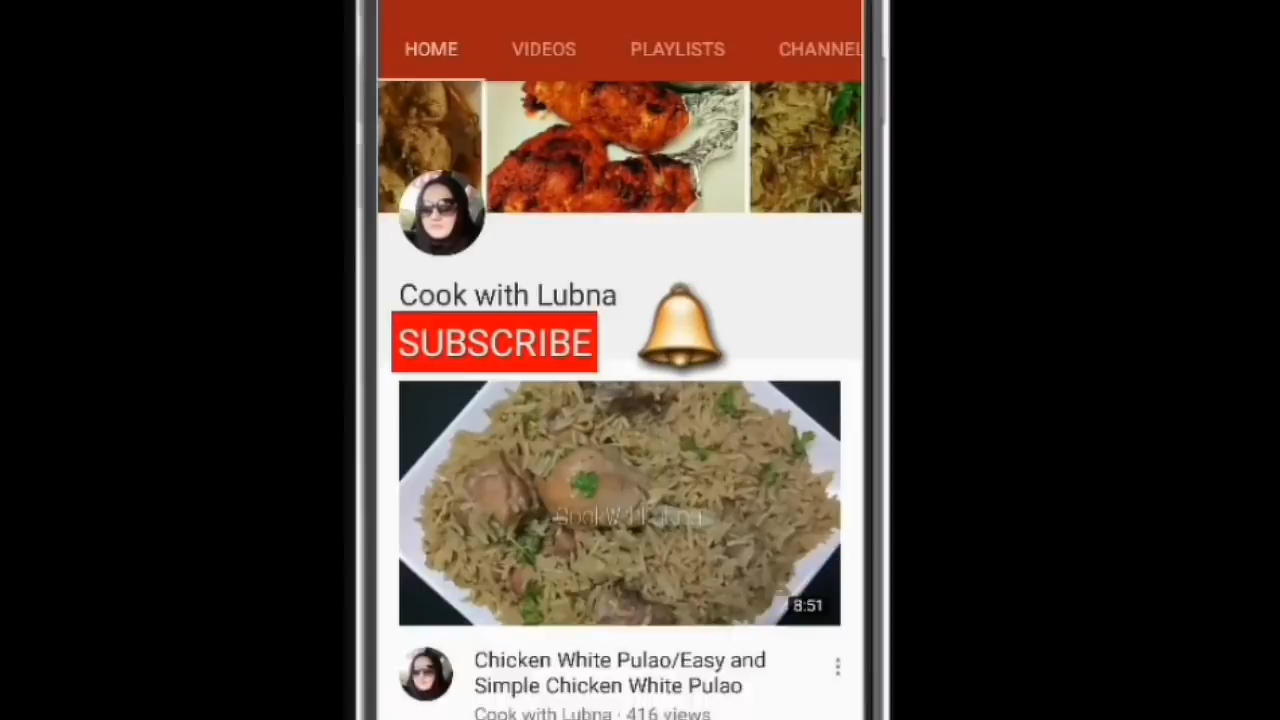 HOME VIDEOS PLAYLISTS CHANNEL
Cook with Lubna
SUBSCRIBE
CookWithLubna
8:51
Chicken White Pulao/Easy and
Simple Chicken White Pulao
Cook with Lubna · 416 views